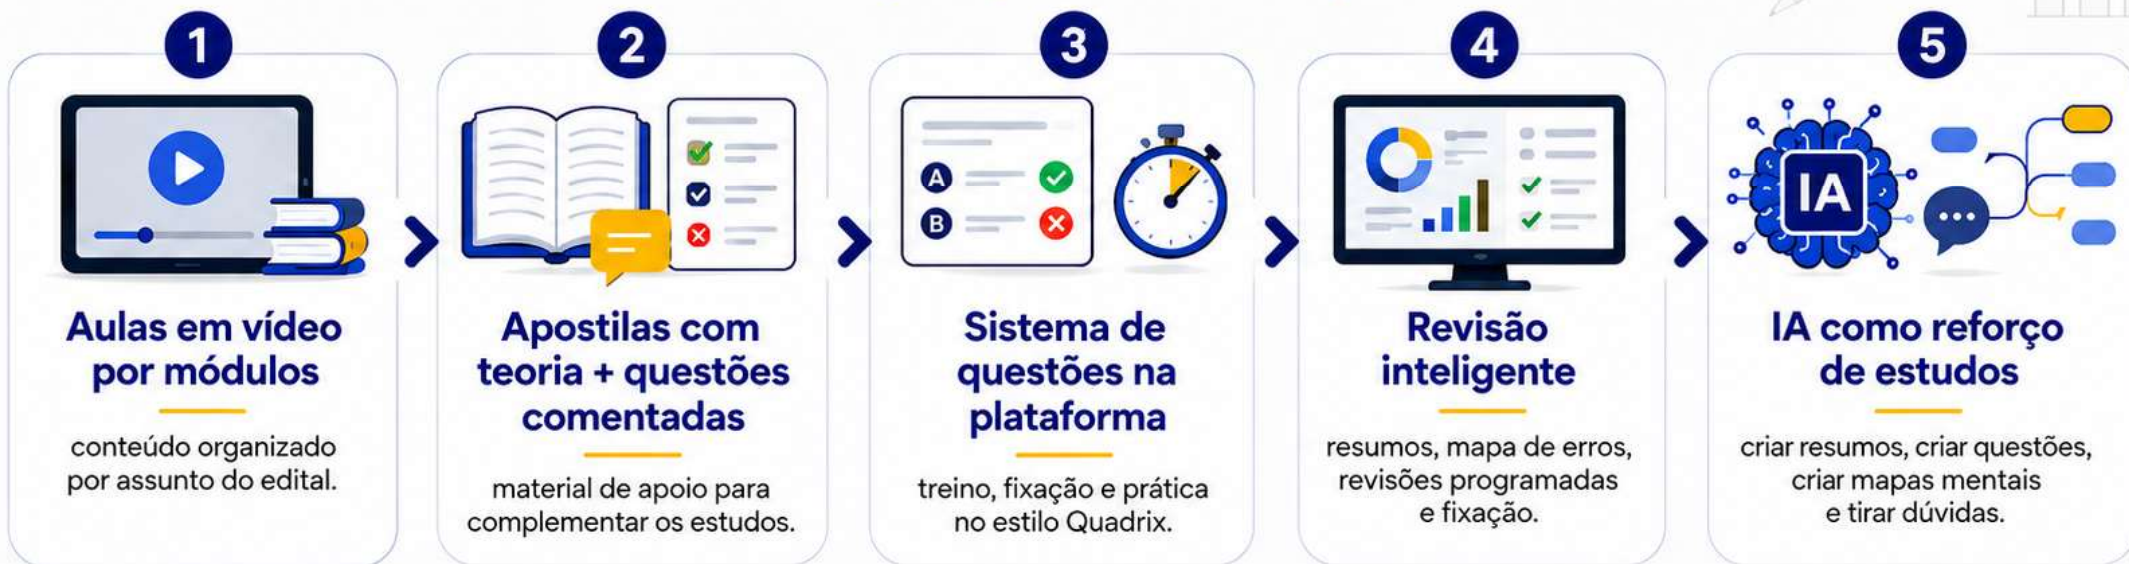 1
Aulas em vídeo
por módulos
conteúdo organizado
por assunto do edital.
2
Apostilas com
teoria + questões
comentadas
material de apoio para
complementar os estudos.
3
A
B
Sistema de
questões na
plataforma
treino, fixação e prática
no estilo Quadrix.
4
Revisão
inteligente
resumos, mapa de erros,
revisões programadas
e fixação.
5
IA
IA como reforço
de estudos
criar resumos, criar questões,
criar mapas mentais
e tirar dúvidas.